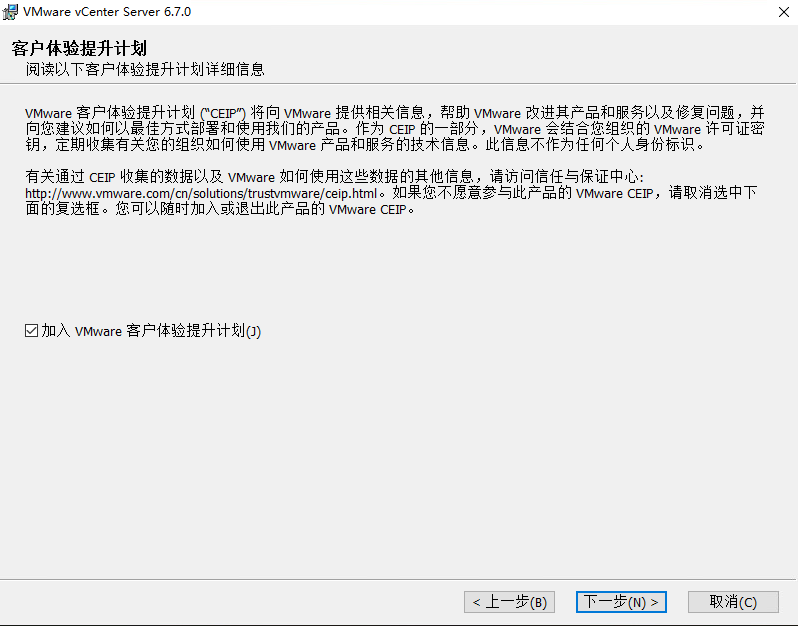 VMware vCenter Server 6.7.0
客户体验提升计划
阅读以下客户体验提升计划详细信息
VMware 客户体验提升计划 (“CEIP”) 将向 VMware 提供相关信息，帮助 VMware 改进其产品和服务以及修复问题，并
向您建议如何以最佳方式部署和使用我们的产品。作为 CEIP 的一部分，VMware 会结合您组织的 VMware 许可证密
钥，定期收集有关您的组织如何使用 VMware 产品和服务的技术信息。此信息不作为任何个人身份标识。
有关通过 CEIP 收集的数据以及 VMware 如何使用这些数据的其他信息，请访问信任与保证中心:
http://www.vmware.com/cn/solutions/trustvmware/ceip.html。如果您不愿意参与此产品的 VMware CEIP，请取消选中下
面的复选框。您可以随时加入或退出此产品的 VMware CEIP。
加入 VMware 客户体验提升计划(J)
< 上一步(B)
下一步(N) >
取消(C)